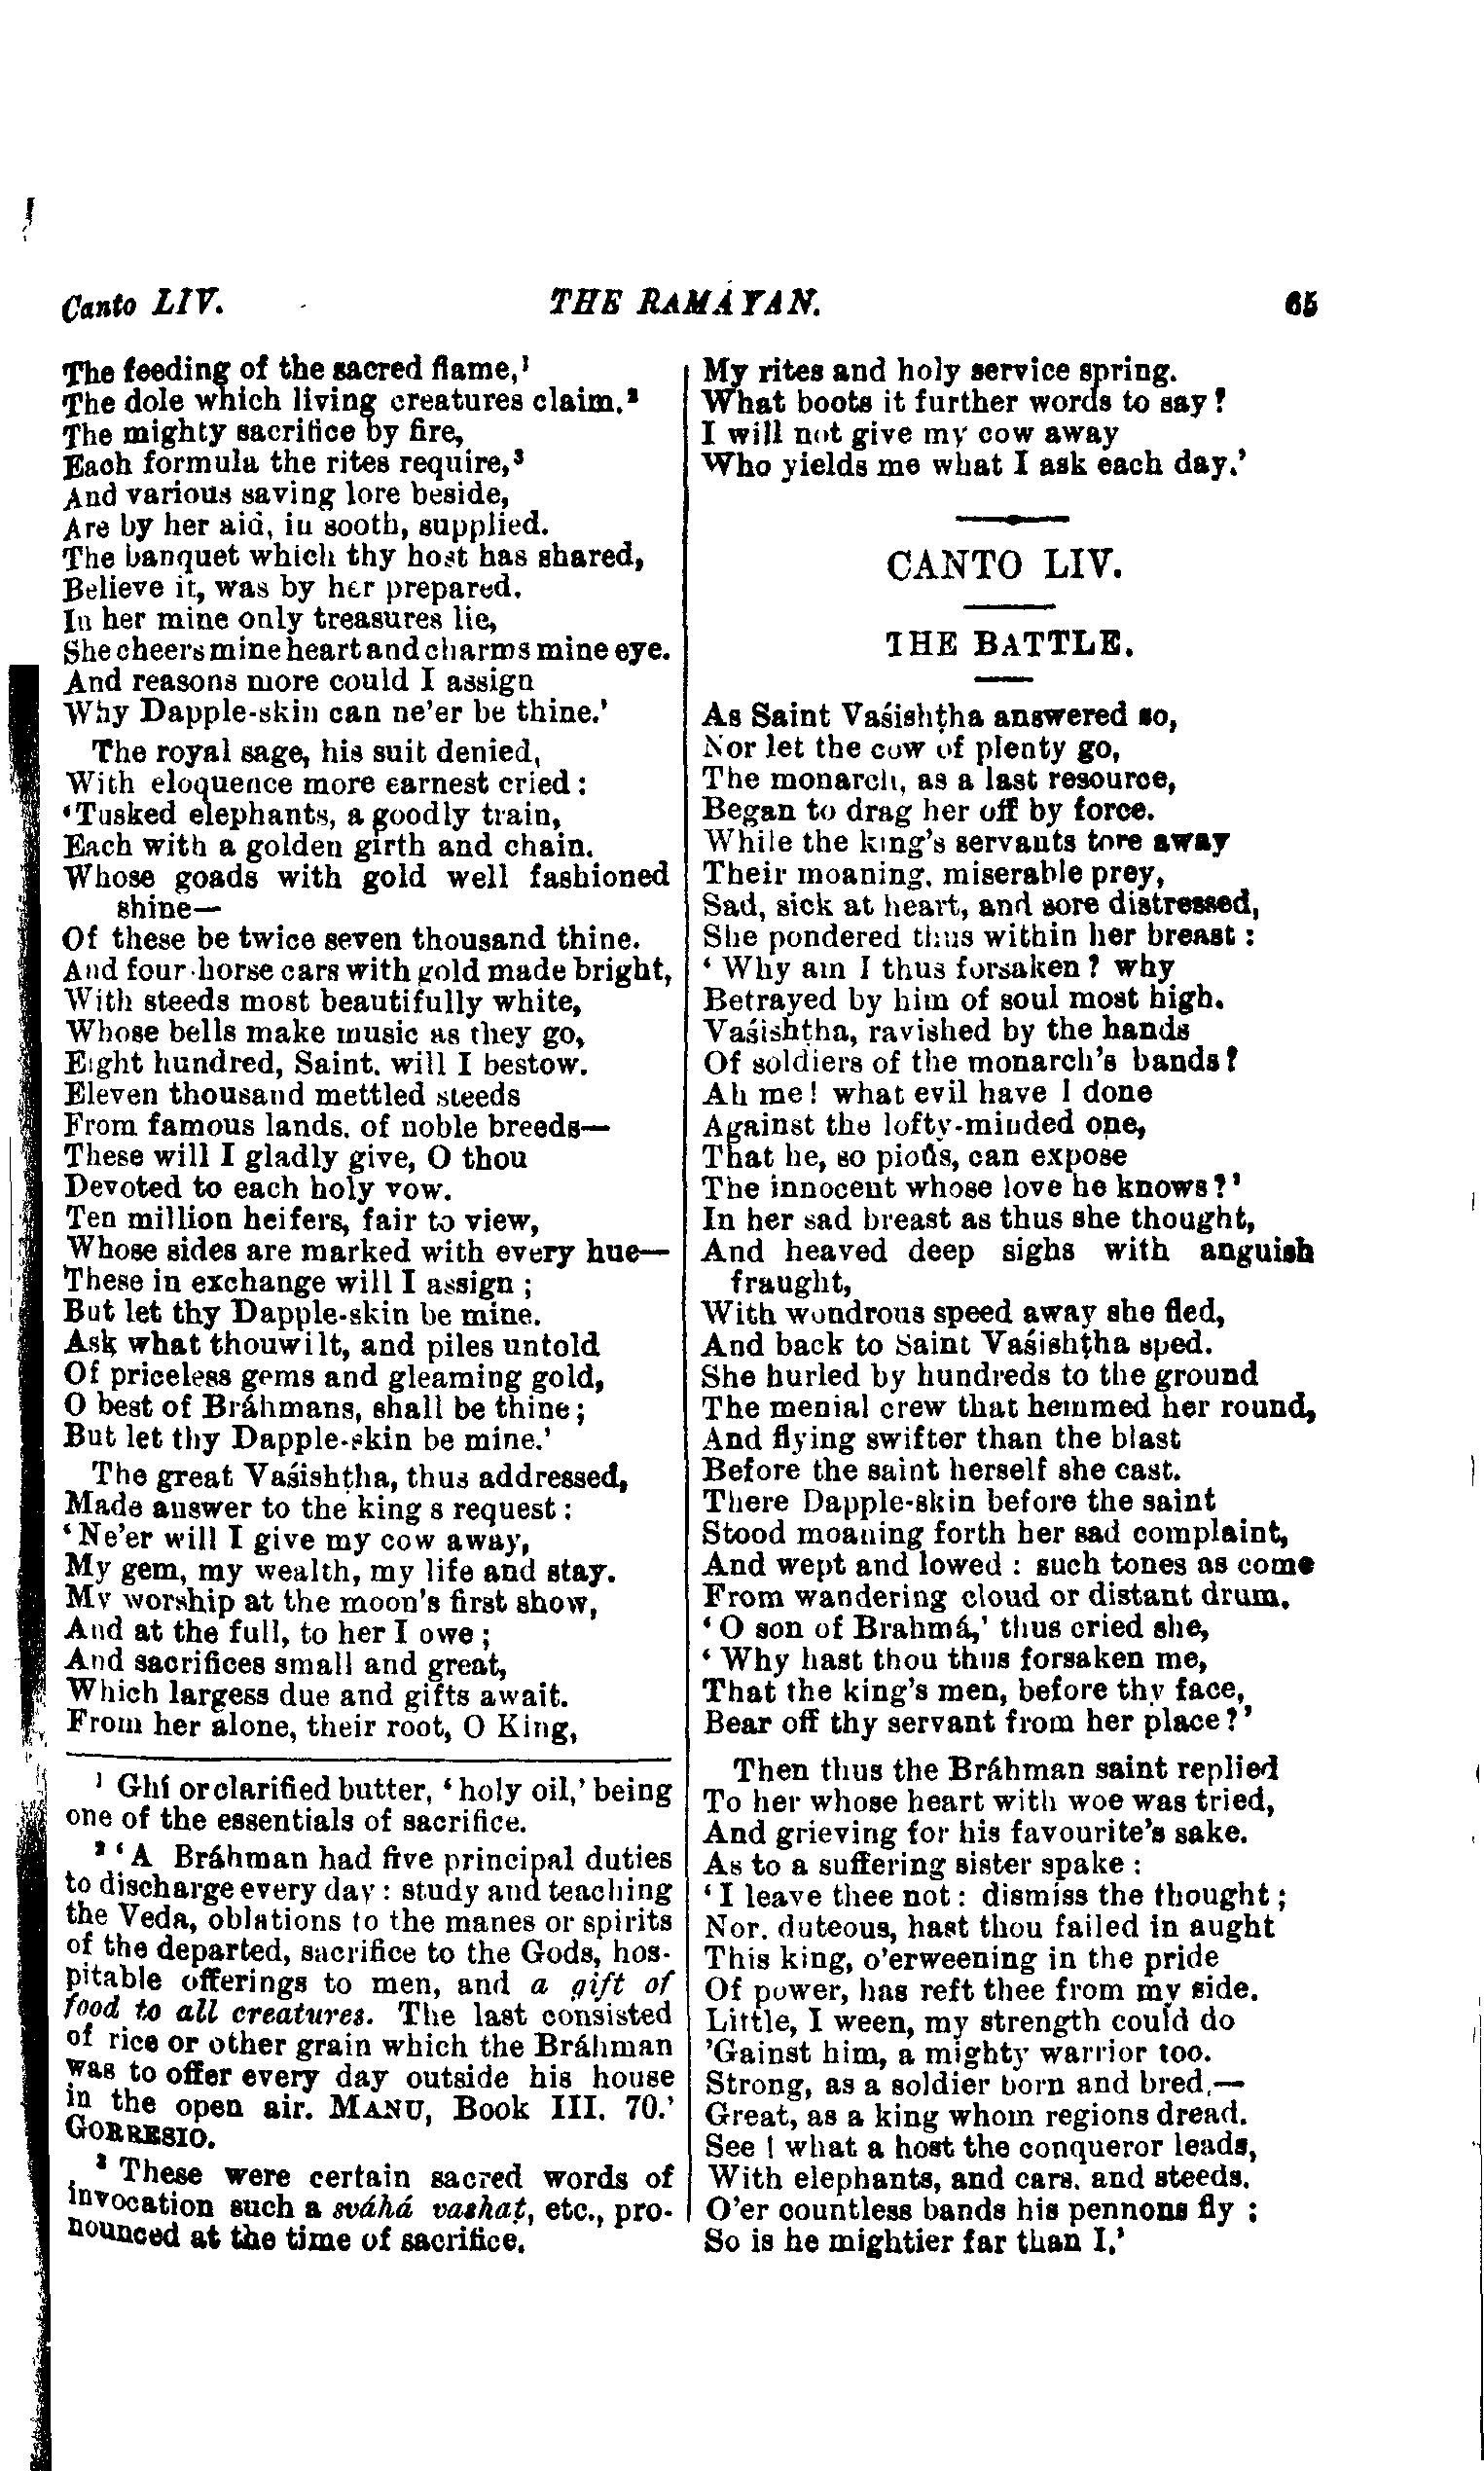 Canto LIV. THE RAMÁYAN. 65
The feeding of the sacred flame,¹
The dole which living creatures claim.²
The mighty sacrifice by fire,
Each formula the rites require,³
And various saving lore beside,
Are by her aid, in sooth, supplied.
The banquet which thy host has shared,
Believe it, was by her prepared.
In her mine only treasures lie,
She cheers mine heart and charms mine eye.
And reasons more could I assign
Why Dapple-skin can ne'er be thine.'
The royal sage, his suit denied,
With eloquence more earnest cried:
'Tusked elephants, a goodly train,
Each with a golden girth and chain.
Whose goads with gold well fashioned
shine—
Of these be twice seven thousand thine.
And four-horse cars with gold made bright,
With steeds most beautifully white,
Whose bells make music as they go,
Eight hundred, Saint. will I bestow.
Eleven thousand mettled steeds
From famous lands. of noble breeds—
These will I gladly give, O thou
Devoted to each holy vow.
Ten million heifers, fair to view,
Whose sides are marked with every hue—
These in exchange will I assign;
But let thy Dapple-skin be mine.
Ask what thou wilt, and piles untold
Of priceless gems and gleaming gold,
O best of Bráhmans, shall be thine;
But let thy Dapple-skin be mine.'
The great Vaśishṭha, thus addressed,
Made answer to the king s request:
'Ne'er will I give my cow away,
My gem, my wealth, my life and stay.
My worship at the moon's first show,
And at the full, to her I owe;
And sacrifices small and great,
Which largess due and gifts await.
From her alone, their root, O King,
¹ Ghí or clarified butter, 'holy oil,' being
one of the essentials of sacrifice.
² 'A Bráhman had five principal duties
to discharge every day: study and teaching
the Veda, oblations to the manes or spirits
of the departed, sacrifice to the Gods, hos-
pitable offerings to men, and a gift of
food to all creatures. The last consisted
of rice or other grain which the Bráhman
was to offer every day outside his house
in the open air. MANU, Book III. 70.'
GORRESIO.
³ These were certain sacred words of
invocation such a sváhá vashaṭ, etc., pro-
nounced at the time of sacrifice.
My rites and holy service spring.
What boots it further words to say?
I will not give my cow away
Who yields me what I ask each day.'
CANTO LIV.
THE BATTLE.
As Saint Vaśishṭha answered so,
Nor let the cow of plenty go,
The monarch, as a last resource,
Began to drag her off by force.
While the king's servants tore away
Their moaning, miserable prey,
Sad, sick at heart, and sore distressed,
She pondered thus within her breast:
'Why am I thus forsaken? why
Betrayed by him of soul most high.
Vaśishṭha, ravished by the hands
Of soldiers of the monarch's bands?
Ah me! what evil have I done
Against the lofty-minded one,
That he, so pious, can expose
The innocent whose love he knows?'
In her sad breast as thus she thought,
And heaved deep sighs with anguish
fraught,
With wondrous speed away she fled,
And back to Saint Vaśishṭha sped.
She hurled by hundreds to the ground
The menial crew that hemmed her round,
And flying swifter than the blast
Before the saint herself she cast.
There Dapple-skin before the saint
Stood moaning forth her sad complaint,
And wept and lowed: such tones as come
From wandering cloud or distant drum.
'O son of Brahmá,' thus cried she,
'Why hast thou thus forsaken me,
That the king's men, before thy face,
Bear off thy servant from her place?'
Then thus the Bráhman saint replied
To her whose heart with woe was tried,
And grieving for his favourite's sake.
As to a suffering sister spake:
'I leave thee not: dismiss the thought;
Nor. duteous, hast thou failed in aught
This king, o'erweening in the pride
Of power, has reft thee from my side.
Little, I ween, my strength could do
'Gainst him, a mighty warrior too.
Strong, as a soldier born and bred,—
Great, as a king whom regions dread.
See! what a host the conqueror leads,
With elephants, and cars. and steeds.
O'er countless bands his pennons fly;
So is he mightier far than I.'